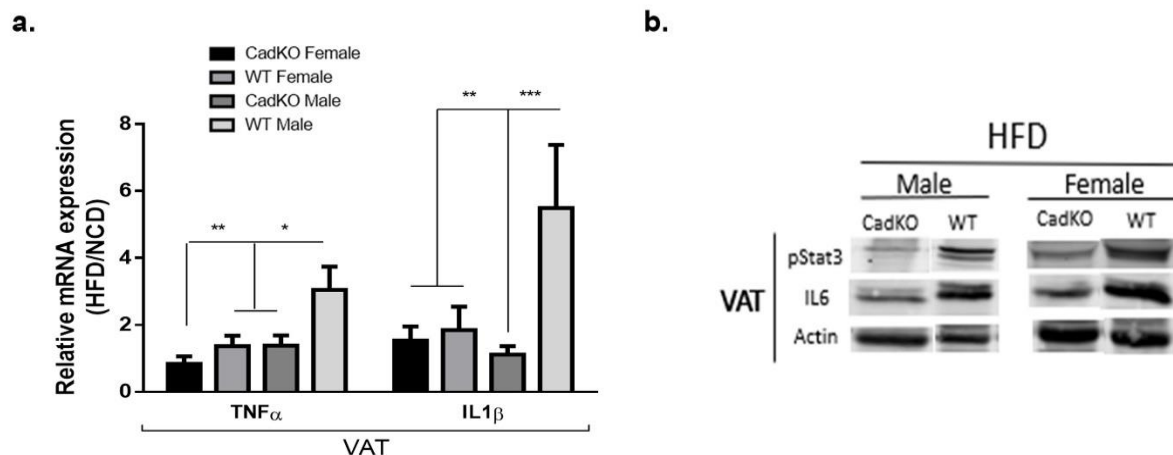 a.
CadKO Female
WT Female
CadKO Male
WT Male
Relative mRNA expression
(HFD/NCD)
8
6
4
2
0
** *
** ***
TNFα IL1β
VAT
b.
HFD
Male Female
CadKO WT CadKO WT
VAT
pStat3
IL6
Actin